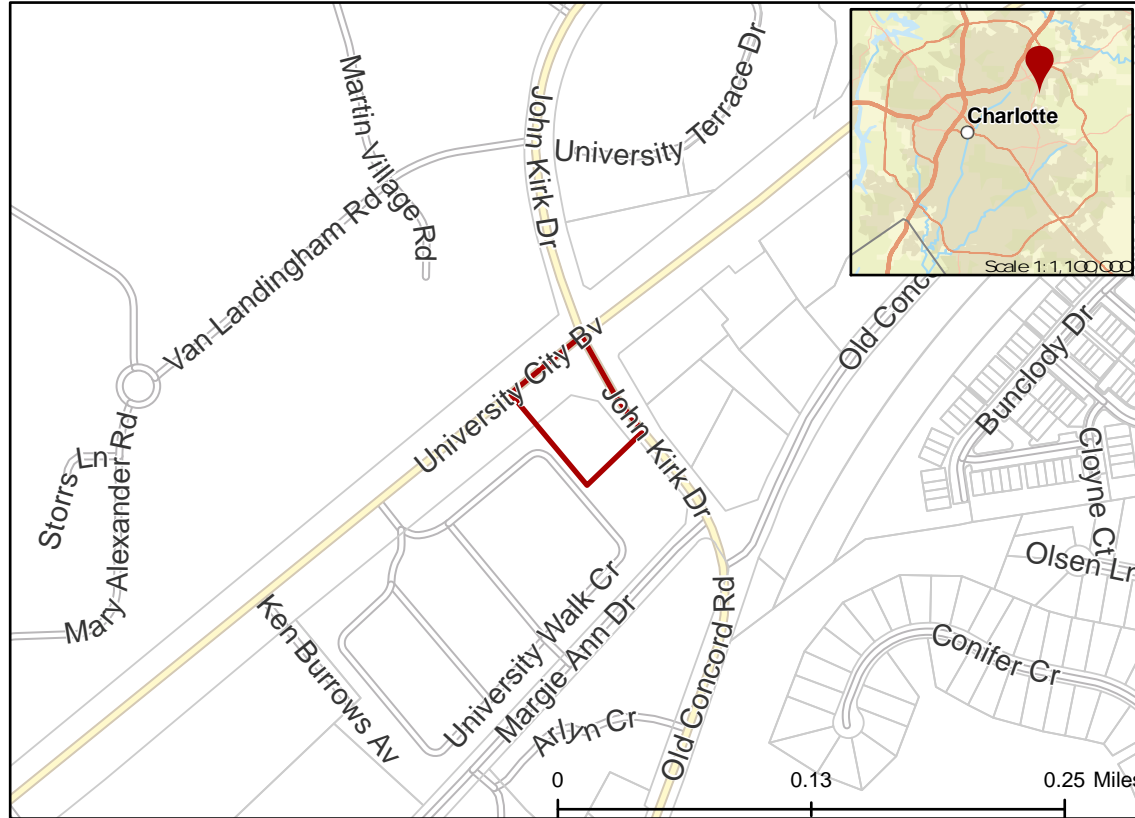 John Kirk Dr
University Terrace Dr
Martin Village Rd
Van Landingham Rd
Charlotte
Scale 1: 1,100,000
Old Conc
University City Bv
John Kirk Dr
Bunclody Dr
Storrs Ln
Mary Alexander Rd
Cloyne Ct
Olsen Ln
Ken Burrows Av
University Walk Cr
Margie Ann Dr
Old Concord Rd
Conifer Cr
Arlyn Cr
0 0.13 0.25 Miles